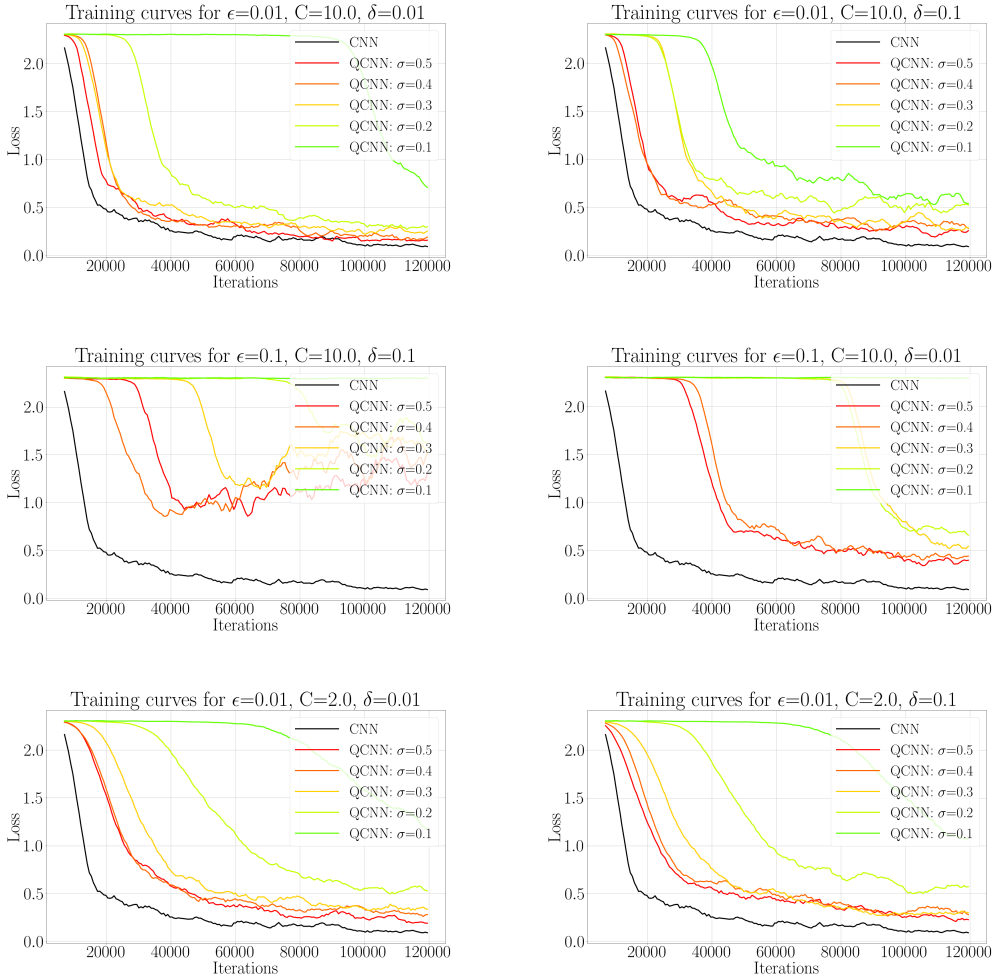 Training curves for ϵ=0.01, C=10.0, δ=0.01
Loss
2.0
1.5
1.0
0.5
0.0
CNN
QCNN: σ=0.5
QCNN: σ=0.4
QCNN: σ=0.3
QCNN: σ=0.2
QCNN: σ=0.1
20000 40000 60000 80000 100000 120000
Iterations
Training curves for ϵ=0.01, C=10.0, δ=0.1
Loss
2.0
1.5
1.0
0.5
0.0
CNN
QCNN: σ=0.5
QCNN: σ=0.4
QCNN: σ=0.3
QCNN: σ=0.2
QCNN: σ=0.1
20000 40000 60000 80000 100000 120000
Iterations
Training curves for ϵ=0.1, C=10.0, δ=0.1
Loss
2.0
1.5
1.0
0.5
0.0
CNN
QCNN: σ=0.5
QCNN: σ=0.4
QCNN: σ=0.3
QCNN: σ=0.2
QCNN: σ=0.1
20000 40000 60000 80000 100000 120000
Iterations
Training curves for ϵ=0.1, C=10.0, δ=0.01
Loss
2.0
1.5
1.0
0.5
0.0
CNN
QCNN: σ=0.5
QCNN: σ=0.4
QCNN: σ=0.3
QCNN: σ=0.2
QCNN: σ=0.1
20000 40000 60000 80000 100000 120000
Iterations
Training curves for ϵ=0.01, C=2.0, δ=0.01
Loss
2.0
1.5
1.0
0.5
0.0
CNN
QCNN: σ=0.5
QCNN: σ=0.4
QCNN: σ=0.3
QCNN: σ=0.2
QCNN: σ=0.1
20000 40000 60000 80000 100000 120000
Iterations
Training curves for ϵ=0.01, C=2.0, δ=0.1
Loss
2.0
1.5
1.0
0.5
0.0
CNN
QCNN: σ=0.5
QCNN: σ=0.4
QCNN: σ=0.3
QCNN: σ=0.2
QCNN: σ=0.1
20000 40000 60000 80000 100000 120000
Iterations